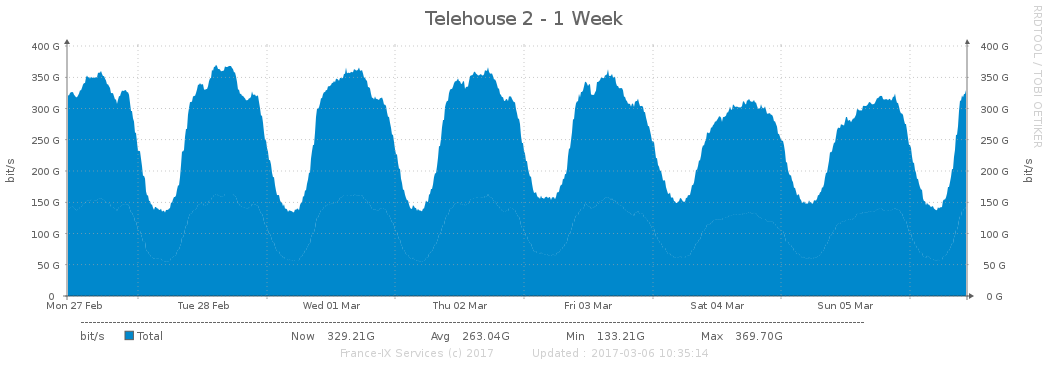 Telehouse 2 - 1 Week
RRDTOOL / TOBI OETIKER
400 G 400 G
350 G 350 G
300 G 300 G
250 G 250 G
200 G 200 G
150 G 150 G
100 G 100 G
50 G 50 G
0 0 G
bit/s bit/s
Mon 27 Feb Tue 28 Feb Wed 01 Mar Thu 02 Mar Fri 03 Mar Sat 04 Mar Sun 05 Mar
bit/s Total Now 329.21G Avg 263.04G Min 133.21G Max 369.70G
France-IX Services (c) 2017 Updated : 2017-03-06 10:35:14